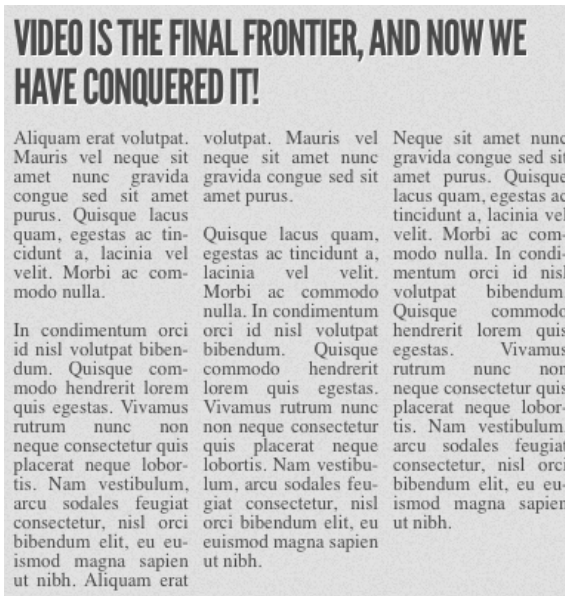 VIDEO IS THE FINAL FRONTIER, AND NOW WE
HAVE CONQUERED IT!
Aliquam erat volutpat.
Mauris vel neque sit
amet nunc gravida
congue sed sit amet
purus. Quisque lacus
quam, egestas ac tin-
cidunt a, lacinia vel
velit. Morbi ac com-
modo nulla.
In condimentum orci
id nisl volutpat biben-
dum. Quisque com-
modo hendrerit lorem
quis egestas. Vivamus
rutrum nunc non
neque consectetur quis
placerat neque lobor-
tis. Nam vestibulum,
arcu sodales feugiat
consectetur, nisl orci
bibendum elit, eu eu-
ismod magna sapien
ut nibh. Aliquam erat
volutpat. Mauris vel
neque sit amet nunc
gravida congue sed sit
amet purus.
Quisque lacus quam,
egestas ac tincidunt a,
lacinia vel velit.
Morbi ac commodo
nulla. In condimentum
orci id nisl volutpat
bibendum. Quisque
commodo hendrerit
lorem quis egestas.
Vivamus rutrum nunc
non neque consectetur
quis placerat neque
lobortis. Nam vestibu-
lum, arcu sodales feu-
giat consectetur, nisl
orci bibendum elit, eu
euismod magna sapien
ut nibh.
Neque sit amet nunc
gravida congue sed sit
amet purus. Quisque
lacus quam, egestas ac
tincidunt a, lacinia vel
velit. Morbi ac com-
modo nulla. In condi-
mentum orci id nisl
volutpat bibendum.
Quisque commodo
hendrerit lorem quis
egestas. Vivamus
rutrum nunc non
neque consectetur quis
placerat neque lobor-
tis. Nam vestibulum,
arcu sodales feugiat
consectetur, nisl orci
bibendum elit, eu eu-
ismod magna sapien
ut nibh.